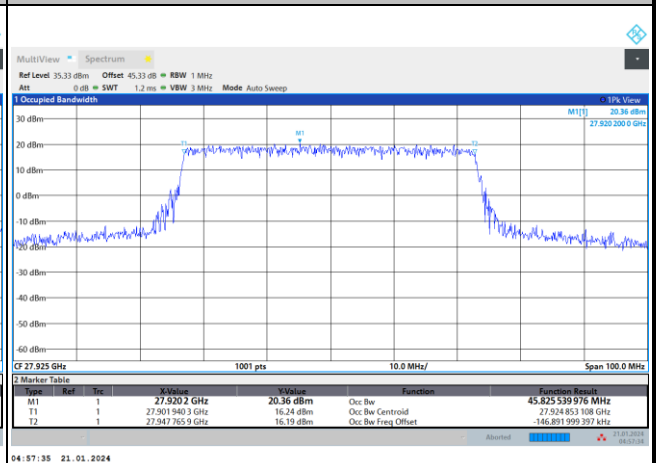 MultiView Spectrum
Ref Level 35.33 dBm Offset 45.33 dB RBW 1 MHz
Att 0 dB SWT 1.2 ms VBW 3 MHz Mode Auto Sweep
1 Occupied Bandwidth 1Pk View
M1[1] 20.36 dBm
27.920 200 0 GHz
30 dBm
M1
20 dBm
T1 T2
10 dBm
0 dBm
-10 dBm
-20 dBm
-30 dBm
-40 dBm
-50 dBm
-60 dBm
CF 27.925 GHz 1001 pts 10.0 MHz/ Span 100.0 MHz
2 Marker Table
Type Ref Trc X-Value Y-Value Function Function Result
M1 1 27.920 2 GHz 20.36 dBm Occ Bw 45.825 539 976 MHz
T1 1 27.901 940 3 GHz 16.24 dBm Occ Bw Centroid 27.924 853 108 GHz
T2 1 27.947 765 9 GHz 16.19 dBm Occ Bw Freq Offset -146.891 999 397 kHz
Aborted 21.01.2024
04:57:34
04:57:35 21.01.2024